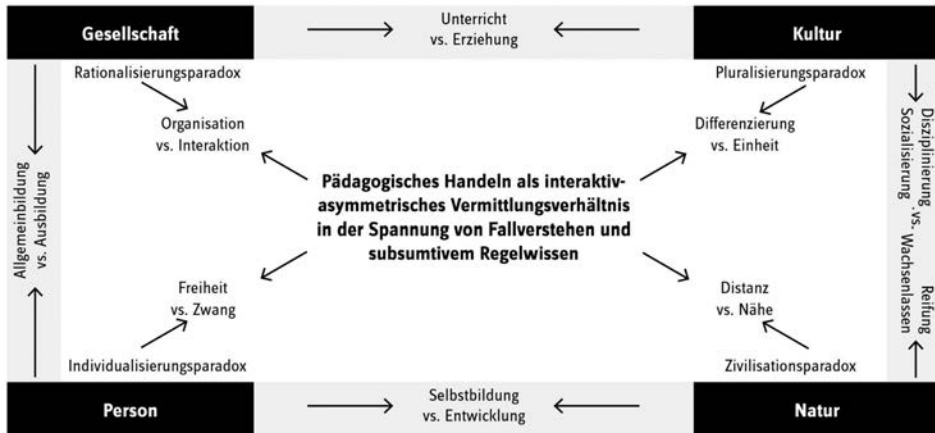 Gesellschaft
Unterricht
vs. Erziehung
Kultur
Rationalisierungsparadox
Pluralisierungsparadox
Organisation
vs. Interaktion
Differenzierung
vs. Einheit
Allgemeinbildung
vs. Ausbildung
Pädagogisches Handeln als interaktiv-
asymmetrisches Vermittlungsverhältnis
in der Spannung von Fallverstehen und
subsumtivem Regelwissen
Disziplinierung
Sozialisierung
vs.
Reifung
Wachsenlassen
Freiheit
vs. Zwang
Distanz
vs. Nähe
Individualisierungsparadox
Zivilisationsparadox
Person
Selbstbildung
vs. Entwicklung
Natur